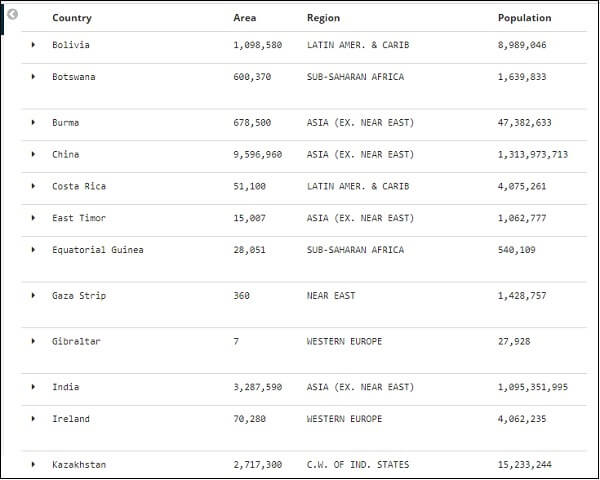 Country Area Region Population
Bolivia 1,098,580 LATIN AMER. & CARIB 8,989,046
Botswana 600,370 SUB-SAHARAN AFRICA 1,639,833
Burma 678,500 ASIA (EX. NEAR EAST) 47,382,633
China 9,596,960 ASIA (EX. NEAR EAST) 1,313,973,713
Costa Rica 51,100 LATIN AMER. & CARIB 4,075,261
East Timor 15,007 ASIA (EX. NEAR EAST) 1,062,777
Equatorial Guinea 28,051 SUB-SAHARAN AFRICA 540,109
Gaza Strip 360 NEAR EAST 1,428,757
Gibraltar 7 WESTERN EUROPE 27,928
India 3,287,590 ASIA (EX. NEAR EAST) 1,095,351,995
Ireland 70,280 WESTERN EUROPE 4,062,235
Kazakhstan 2,717,300 C.W. OF IND. STATES 15,233,244